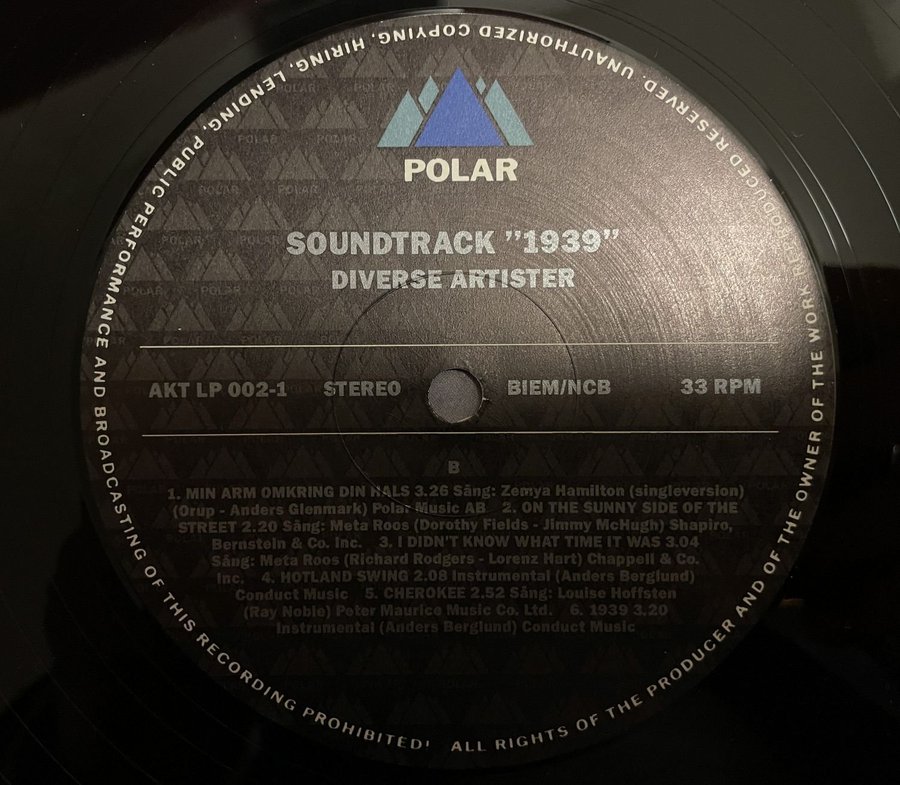 POLAR
SOUNDTRACK ”1939”
DIVERSE ARTISTER
AKT LP 002-1 STEREO BIEM/NCB 33 RPM
B
1. MIN ARM OMKRING DIN HALS 3.26 Sång: Zemya Hamilton (singleversion)
(Orup - Anders Glenmark) Polar Music AB 2. ON THE SUNNY SIDE OF THE
STREET 2.20 Sång: Meta Roos (Dorothy Fields - Jimmy McHugh) Shapiro,
Bernstein & Co. Inc. 3. I DIDN'T KNOW WHAT TIME IT WAS 3.04
Sång: Meta Roos (Richard Rodgers - Lorenz Hart) Chappell & Co.
Inc. 4. HOTLAND SWING 2.08 Instrumental (Anders Berglund)
Conduct Music 5. CHEROKEE 2,52 Sång: Louise Hoffsten
(Ray Noble) Peter Maurice Music Co. Ltd. 6. 1939 3,20
Instrumental (Anders Berglund) Conduct Music
ALL RIGHTS OF THE PRODUCER AND OF THE OWNER OF THE WORK REPRODUCED RESERVED. UNAUTHORIZED COPYING, HIRING, LENDING, PUBLIC PERFORMANCE AND BROADCASTING OF THIS RECORDING PROHIBITED!